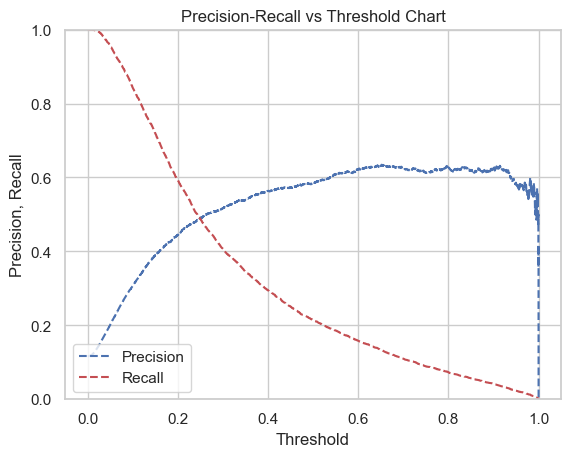 Precision-Recall vs Threshold Chart
1.0
0.8
0.6
0.4
0.2
0.0
Precision, Recall
Precision
Recall
0.0 0.2 0.4 0.6 0.8 1.0
Threshold